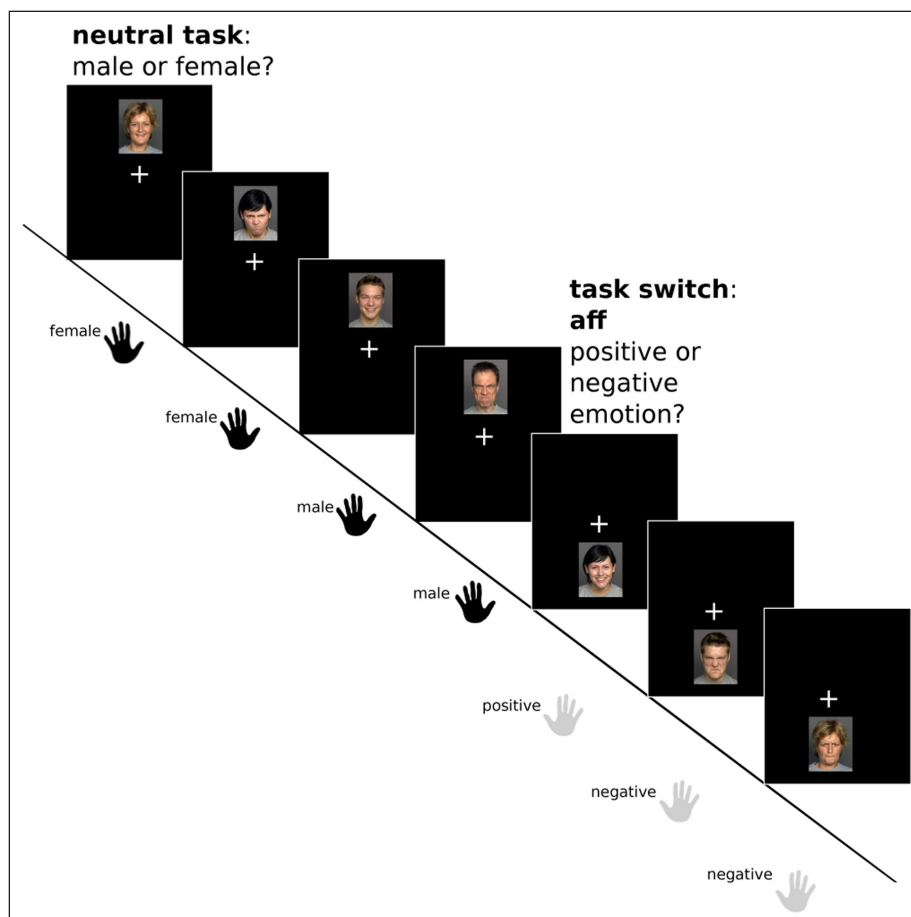 neutral task:
male or female?
task switch:
aff
positive or
negative
emotion?
female
female
male
male
positive
negative
negative